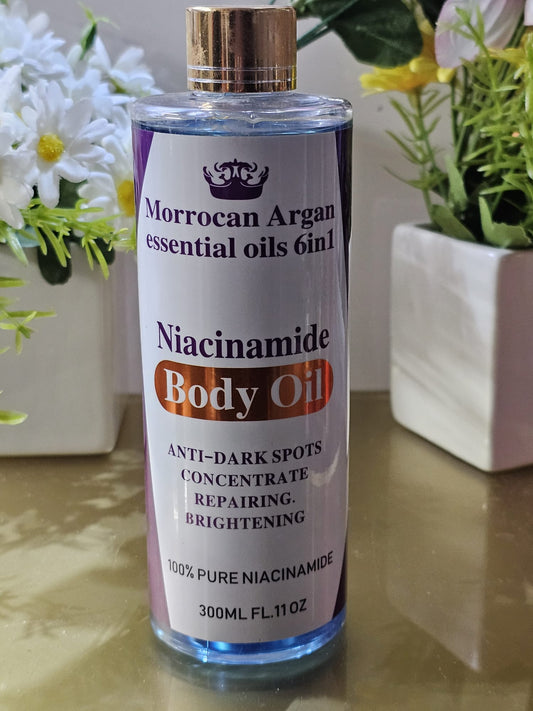 Morrocan Argan
essential oils 6in1
Niacinamide
Body Oil
ANTI-DARK SPOTS
CONCENTRATE
REPAIRING.
BRIGHTENING
100% PURE NIACINAMIDE
300ML FL.11 OZ